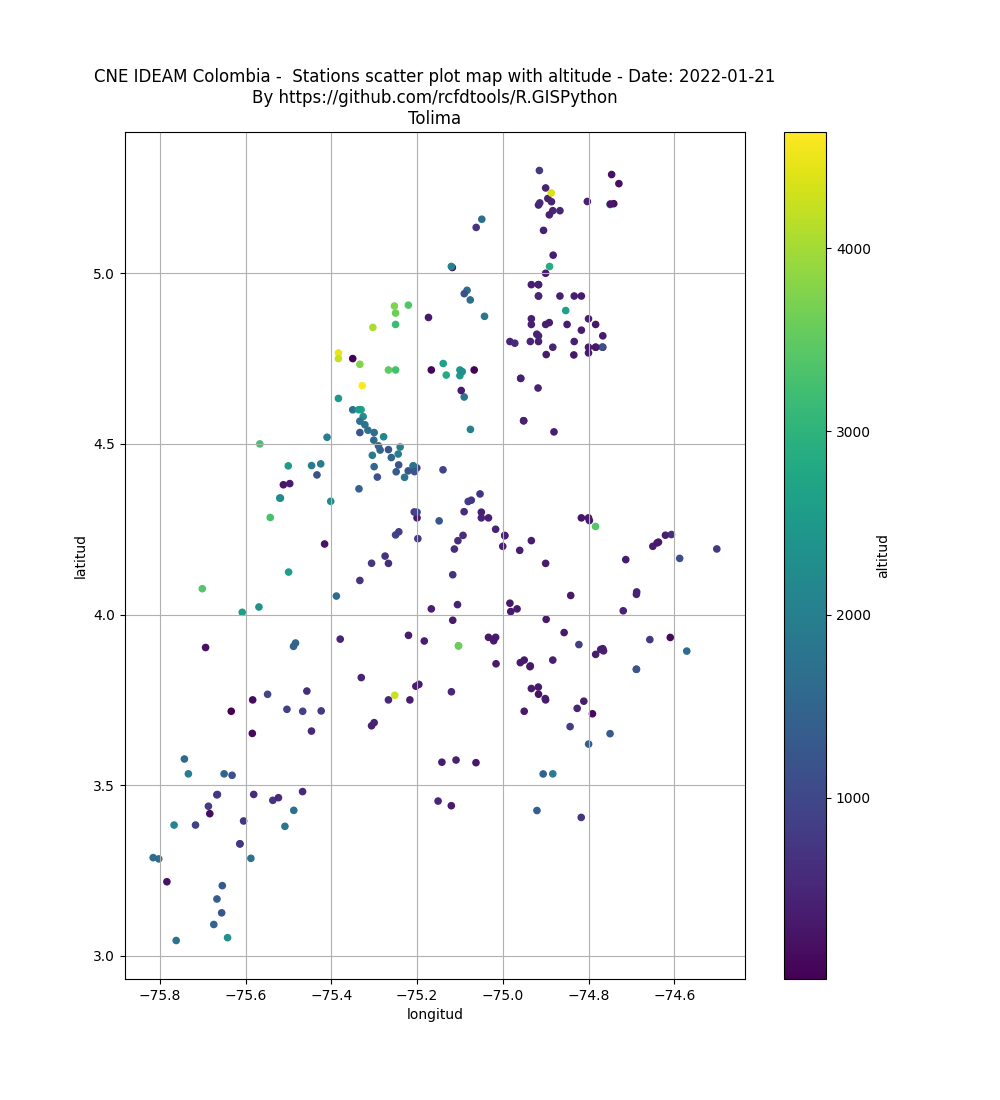 CNE IDEAM Colombia -  Stations scatter plot map with altitude - Date: 2022-01-21
By https://github.com/rcfdtools/R.GISPython
Tolima
5.0
4.5
4.0
3.5
3.0
latitud
−75.8
−75.6
−75.4
−75.2
−75.0
−74.8
−74.6
longitud
4000
3000
2000
1000
altitud